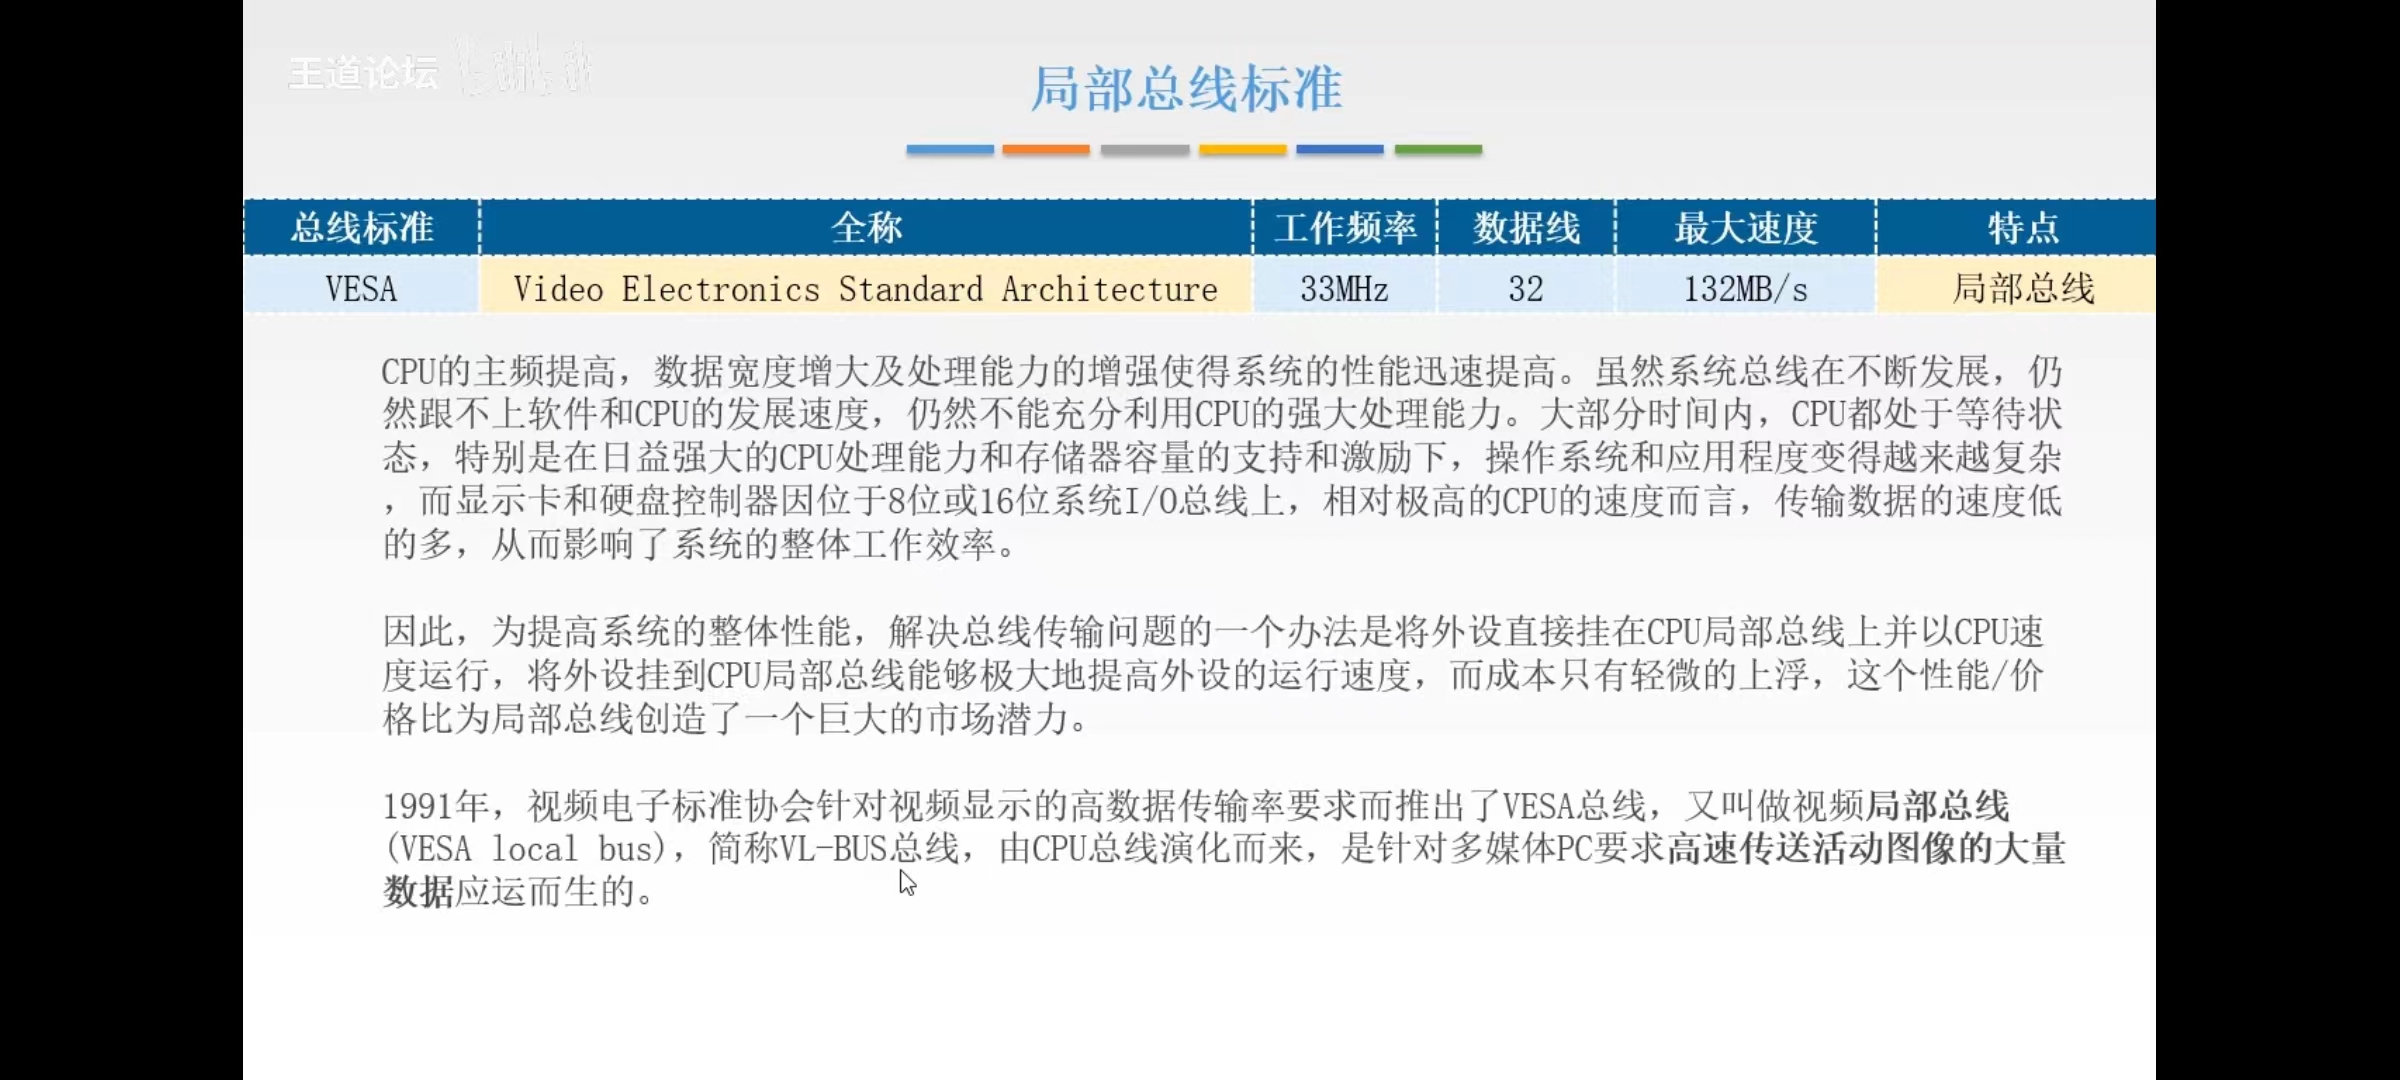 王道论坛
局部总线标准
总线标准 全称 工作频率 数据线 最大速度 特点
VESA Video Electronics Standard Architecture 33MHz 32 132MB/s 局部总线
CPU的主频提高，数据宽度增大及处理能力的增强使得系统的性能迅速提高。虽然系统总线在不断发展，仍
然跟不上软件和CPU的发展速度，仍然不能充分利用CPU的强大处理能力。大部分时间内，CPU都处于等待状
态，特别是在日益强大的CPU处理能力和存储器容量的支持和激励下，操作系统和应用程度变得越来越复杂
，而显示卡和硬盘控制器因位于8位或16位系统I/O总线上，相对极高的CPU的速度而言，传输数据的速度低
的多，从而影响了系统的整体工作效率。
因此，为提高系统的整体性能，解决总线传输问题的一个办法是将外设直接挂在CPU局部总线上并以CPU速
度运行，将外设挂到CPU局部总线能够极大地提高外设的运行速度，而成本只有轻微的上浮，这个性能/价
格比为局部总线创造了一个巨大的市场潜力。
1991年，视频电子标准协会针对视频显示的高数据传输率要求而推出了VESA总线，又叫做视频局部总线
(VESA local bus)，简称VL-BUS总线，由CPU总线演化而来，是针对多媒体PC要求高速传送活动图像的大量
数据应运而生的。